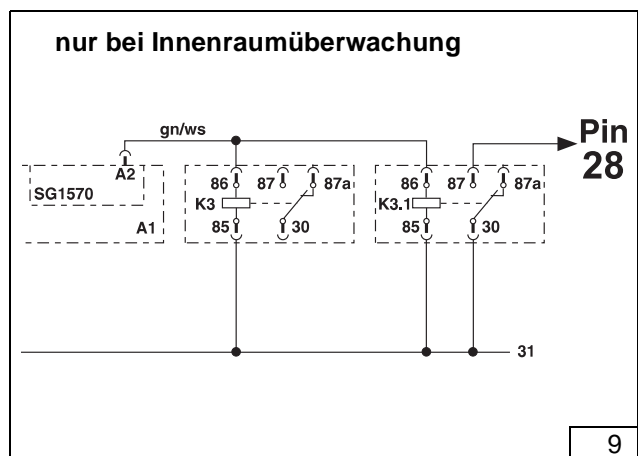 nur bei Innenraumüberwachung
gn/ws
Pin
28
A2
SG1570
A1
86 87 87a
K3
85 30
86 87 87a
K3.1
85 30
31
9